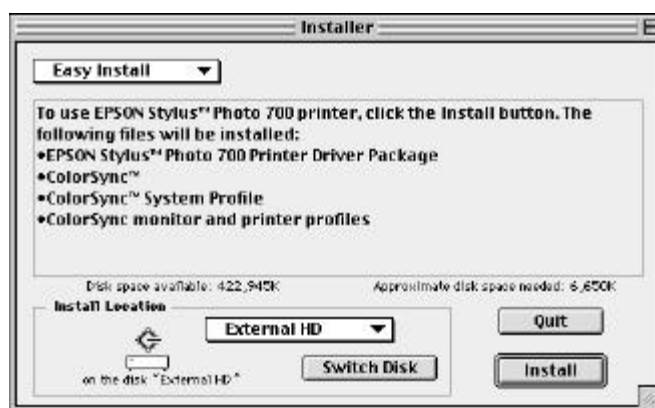 Installer
Easy Install
To use EPSON Stylus™ Photo 700 printer, click the Install button. The
following files will be installed:
•EPSON Stylus™ Photo 700 Printer Driver Package
•ColorSync™
•ColorSync™ System Profile
•ColorSync monitor and printer profiles
Disk space available: 422,945K Approximate disk space needed: 6,650K
Install Location
External HD
Quit
on the disk "External HD"
Switch Disk
Install